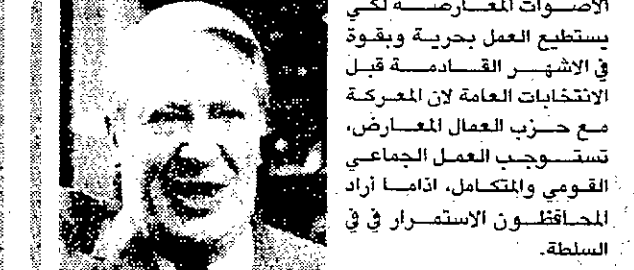 الاصوات المعارضة لكي
يستطيع العمل بحرية وبقوة
في الاشهر القادمة قبل
الانتخابات العامة لان المعركة
مع حزب العمال المعارض،
تستوجب العمل الجماعي
القومي والمتكامل، اذاما أراد
المحافظون الاستمرار في في
السلطة.